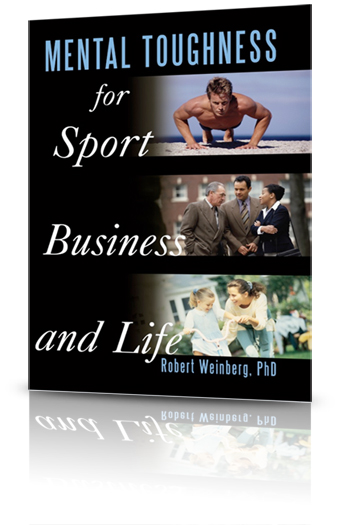 MENTAL TOUGHNESS
for
Sport
Business
and Life
Robert Weinberg, PhD